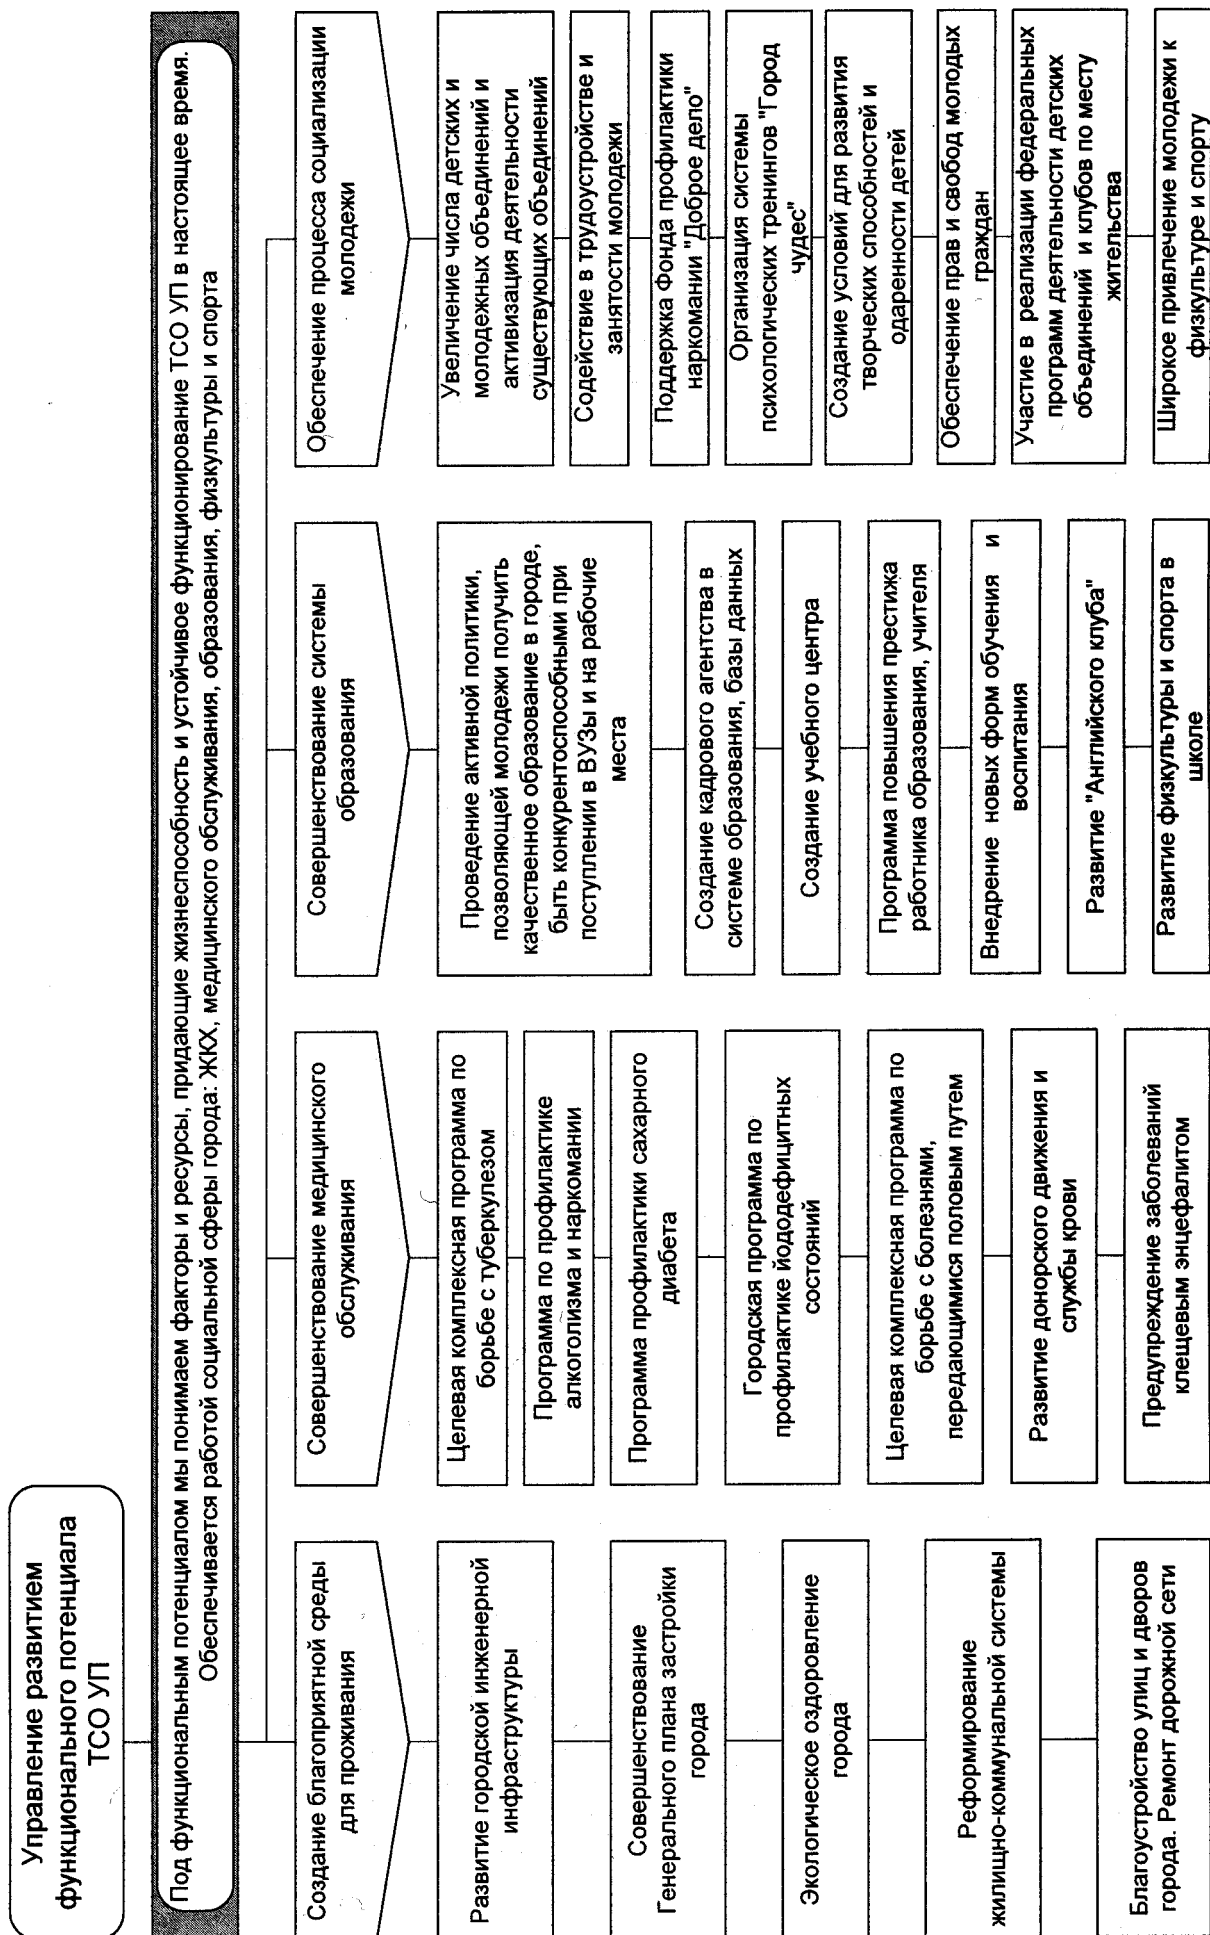 Управление развитием
функционального потенциала
ТСО УП
Под функциональным потенциалом мы понимаем факторы и ресурсы, придающие жизнеспособность и устойчивое функционирование ТСО УП в настоящее время.
Обеспечивается работой социальной сферы города: ЖКХ, медицинского обслуживания, образования, физкультуры и спорта
Создание благоприятной среды
для проживания
Развитие городской инженерной
инфраструктуры
Совершенствование
Генерального плана застройки
города
Экологическое оздоровление
города
Реформирование
жилищно-коммунальной системы
Благоустройство улиц и дворов
города. Ремонт дорожной сети
Совершенствование медицинского
обслуживания
Целевая комплексная программа по
борьбе с туберкулезом
Программа по профилактике
алкоголизма и наркомании
Программа профилактики сахарного
диабета
Городская программа по
профилактике йододефицитных
состояний
Целевая комплексная программа по
борьбе с болезнями,
передающимися половым путем
Развитие донорского движения и
службы крови
Предупреждение заболеваний
клещевым энцефалитом
Совершенствование системы
образования
Проведение активной политики,
позволяющей молодежи получить
качественное образование в городе,
быть конкурентоспособными при
поступлении в ВУЗы и на рабочие
места
Создание кадрового агентства в
системе образования, базы данных
Создание учебного центра
Программа повышения престижа
работника образования, учителя
Внедрение новых форм обучения и
воспитания
Развитие "Английского клуба"
Развитие физкультуры и спорта в
школе
Обеспечение процесса социализации
молодежи
Увеличение числа детских и
молодежных объединений и
активизация деятельности
существующих объединений
Содействие в трудоустройстве и
занятости молодежи
Поддержка Фонда профилактики
наркомании "Доброе дело"
Организация системы
психологических тренингов "Город
чудес"
Создание условий для развития
творческих способностей и
одаренности детей
Обеспечение прав и свобод молодых
граждан
Участие в реализации федеральных
программ деятельности детских
объединений и клубов по месту
жительства
Широкое привлечение молодежи к
физкультуре и спорту